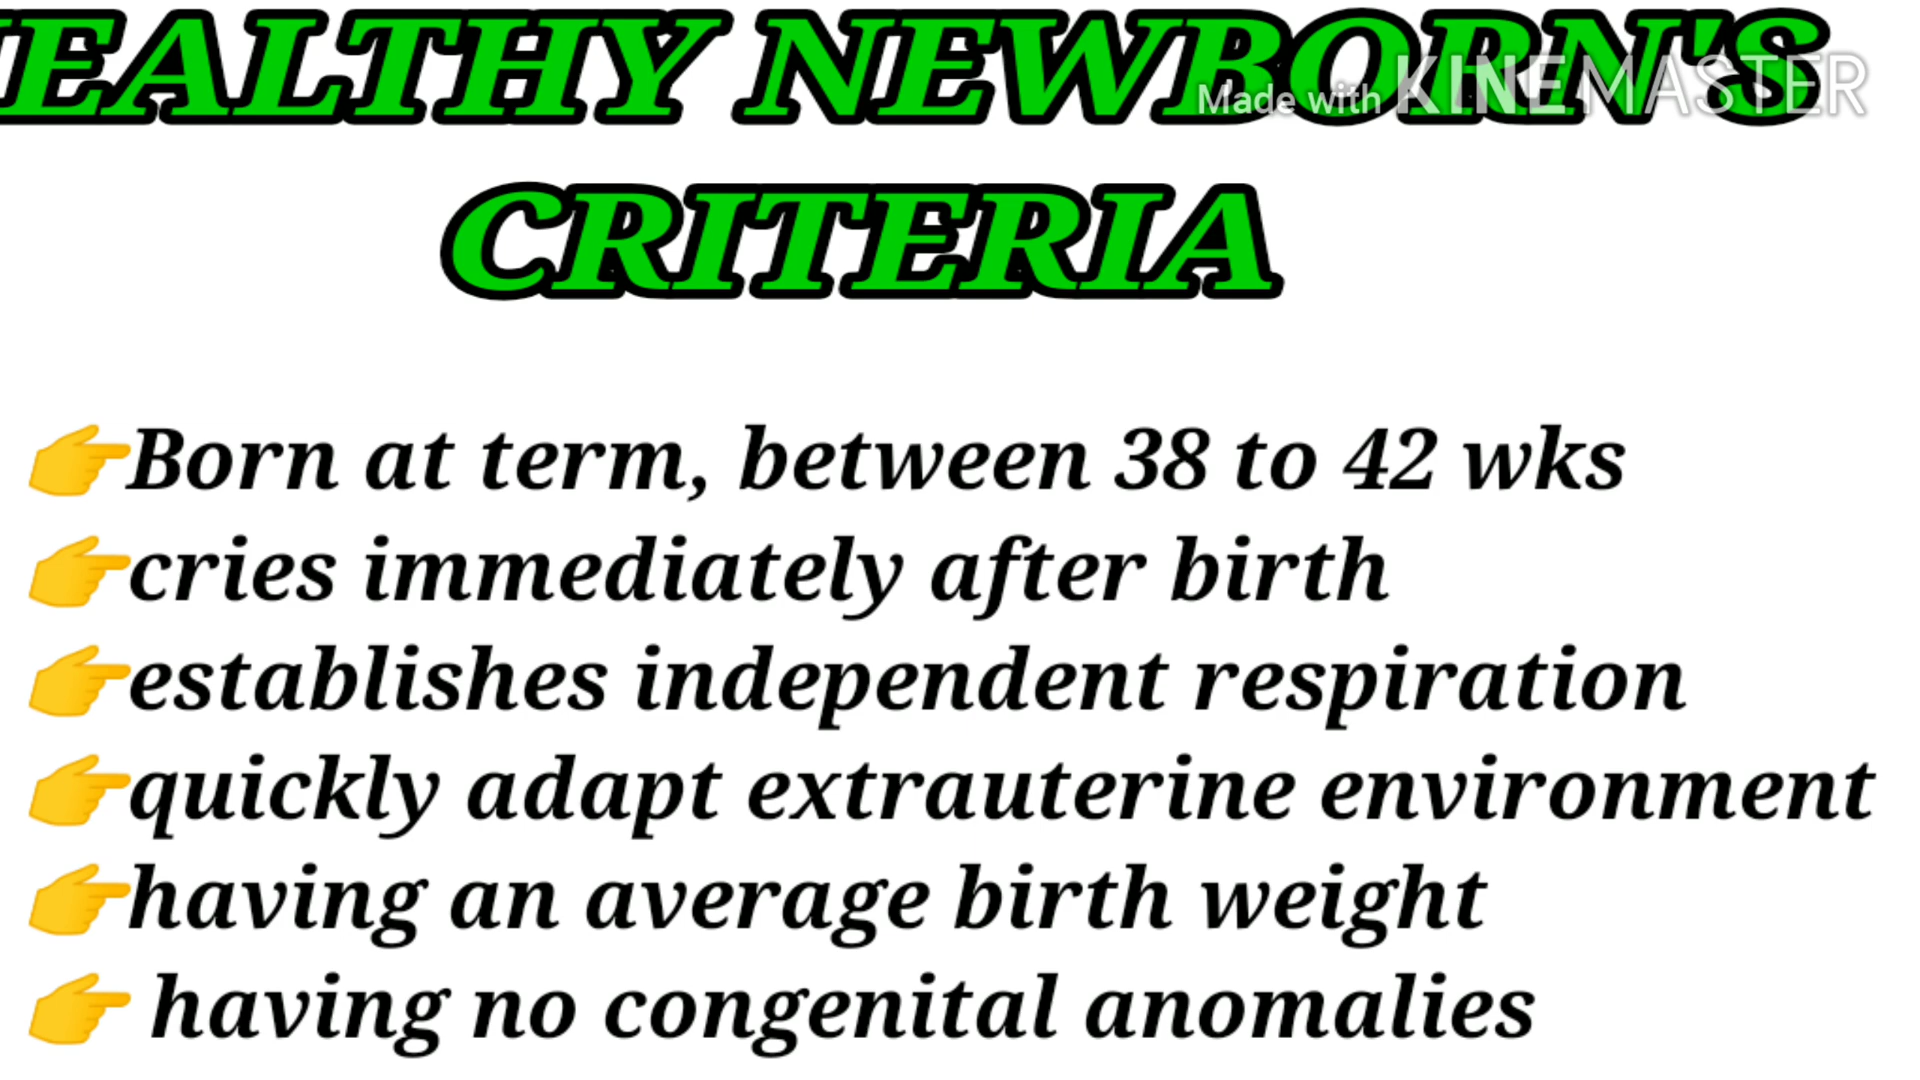 EALTHY NEWBORN'S
Made with KINEMASTER
CRITERIA
👉Born at term, between 38 to 42 wks
👉cries immediately after birth
👉establishes independent respiration
👉quickly adapt extrauterine environment
👉having an average birth weight
👉 having no congenital anomalies